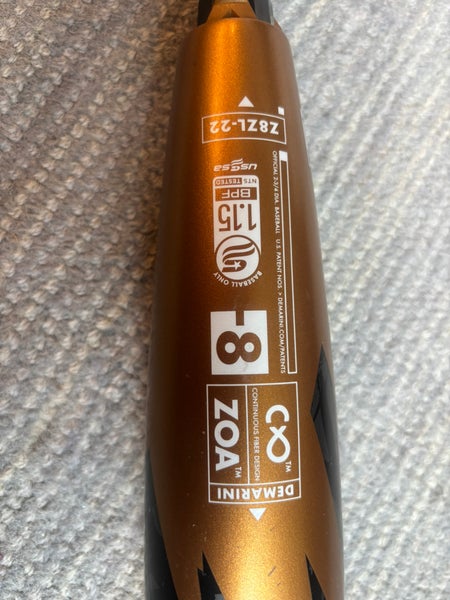 DEMARINI
ZOA™
C∞™
CONTINUOUS FIBER DESIGN
-8
BASEBALL ONLY
1.15
BPF
NTS TESTED
USSSA
OFFICIAL 2-3/4 DIA. BASEBALL U.S. PATENT NOS. > DEMARINI.COM/PATENTS
Z8ZL-22